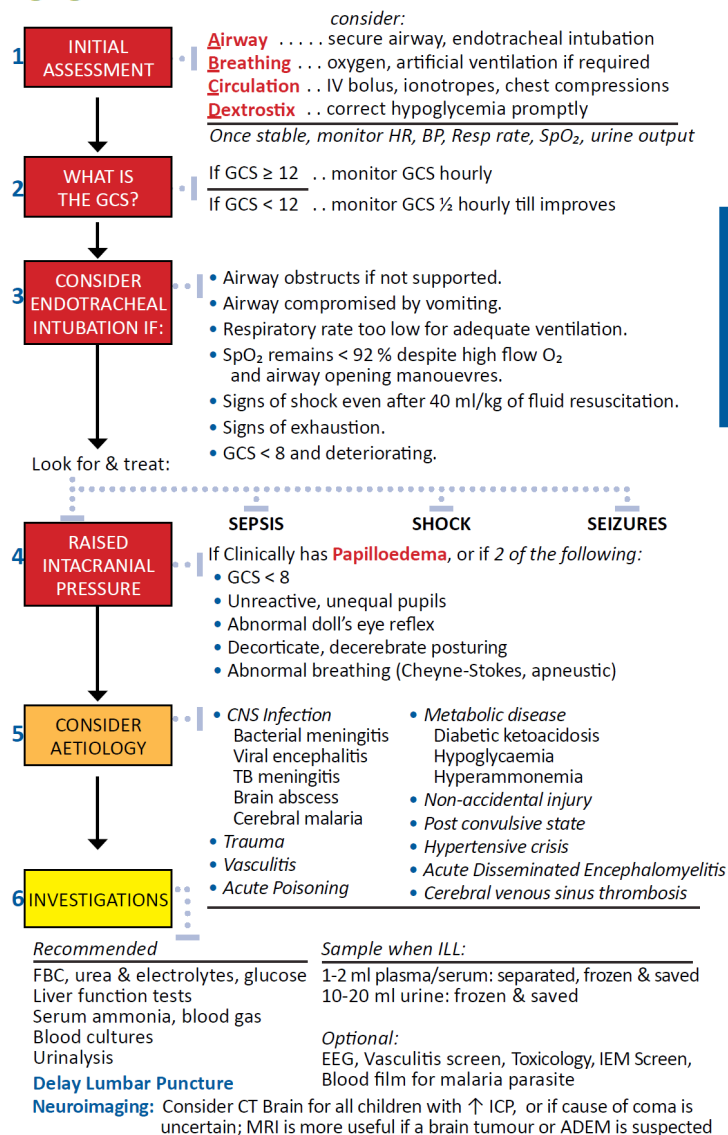 consider:
1 INITIAL ASSESSMENT
Airway ..... secure airway, endotracheal intubation
Breathing ... oxygen, artificial ventilation if required
Circulation .. IV bolus, ionotropes, chest compressions
Dextrostix .. correct hypoglycemia promptly
Once stable, monitor HR, BP, Resp rate, SpO₂, urine output
2 WHAT IS THE GCS?
If GCS ≥ 12 .. monitor GCS hourly
If GCS < 12 .. monitor GCS ½ hourly till improves
3 CONSIDER ENDOTRACHEAL INTUBATION IF:
• Airway obstructs if not supported.
• Airway compromised by vomiting.
• Respiratory rate too low for adequate ventilation.
• SpO₂ remains < 92 % despite high flow O₂
and airway opening manouevres.
• Signs of shock even after 40 ml/kg of fluid resuscitation.
• Signs of exhaustion.
• GCS < 8 and deteriorating.
Look for & treat:
SEPSIS SHOCK SEIZURES
4 RAISED INTACRANIAL PRESSURE
If Clinically has Papilloedema, or if 2 of the following:
• GCS < 8
• Unreactive, unequal pupils
• Abnormal doll's eye reflex
• Decorticate, decerebrate posturing
• Abnormal breathing (Cheyne-Stokes, apneustic)
5 CONSIDER AETIOLOGY
• CNS Infection
Bacterial meningitis
Viral encephalitis
TB meningitis
Brain abscess
Cerebral malaria
• Trauma
• Vasculitis
• Acute Poisoning
• Metabolic disease
Diabetic ketoacidosis
Hypoglycaemia
Hyperammonemia
• Non-accidental injury
• Post convulsive state
• Hypertensive crisis
• Acute Disseminated Encephalomyelitis
• Cerebral venous sinus thrombosis
6 INVESTIGATIONS
Recommended
FBC, urea & electrolytes, glucose
Liver function tests
Serum ammonia, blood gas
Blood cultures
Urinalysis
Sample when ILL:
1-2 ml plasma/serum: separated, frozen & saved
10-20 ml urine: frozen & saved
Optional:
EEG, Vasculitis screen, Toxicology, IEM Screen,
Blood film for malaria parasite
Delay Lumbar Puncture
Neuroimaging: Consider CT Brain for all children with ↑ ICP, or if cause of coma is
uncertain; MRI is more useful if a brain tumour or ADEM is suspected